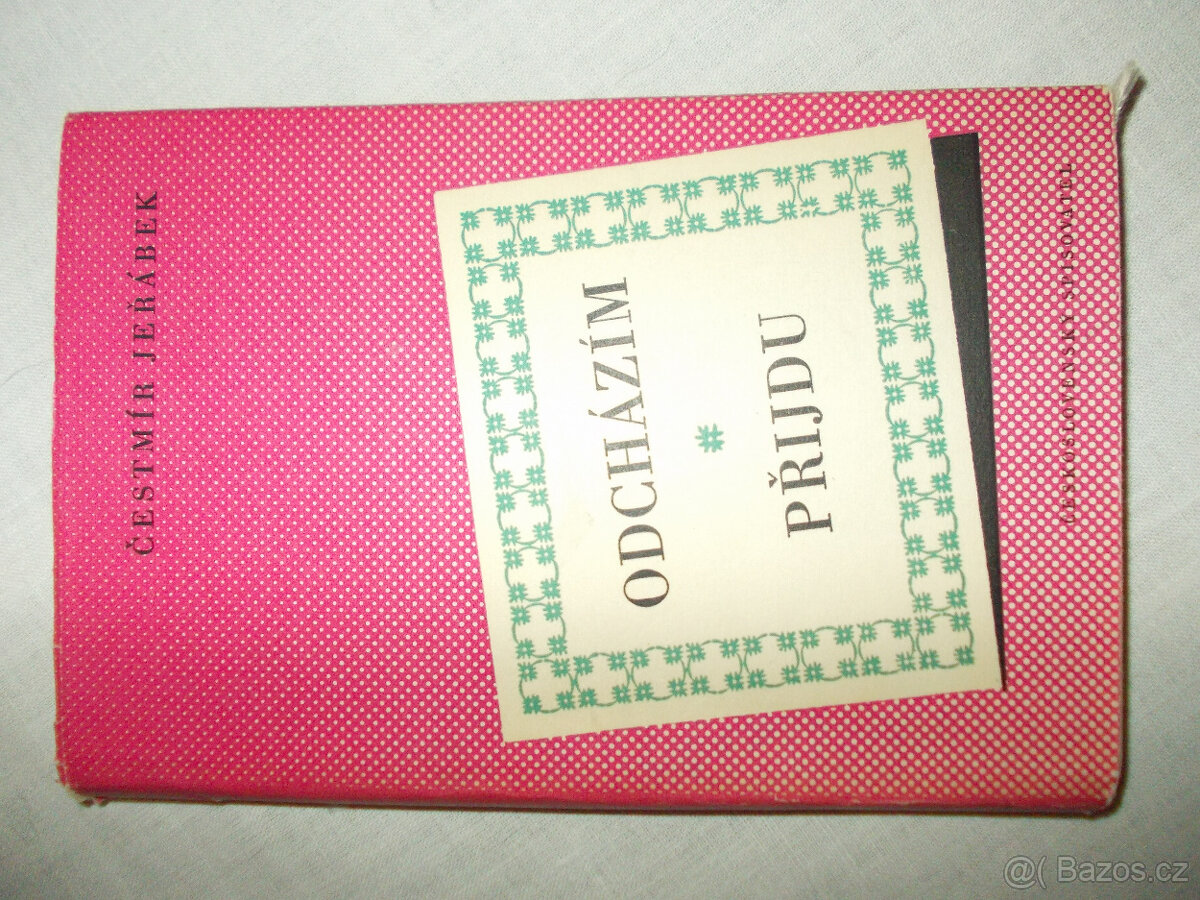 ČESTMÍR JEŘÁBEK
ODCHÁZÍM
PŘIJDU
ČESKOSLOVENSKÝ SPISOVATEL
@( Bazos.cz